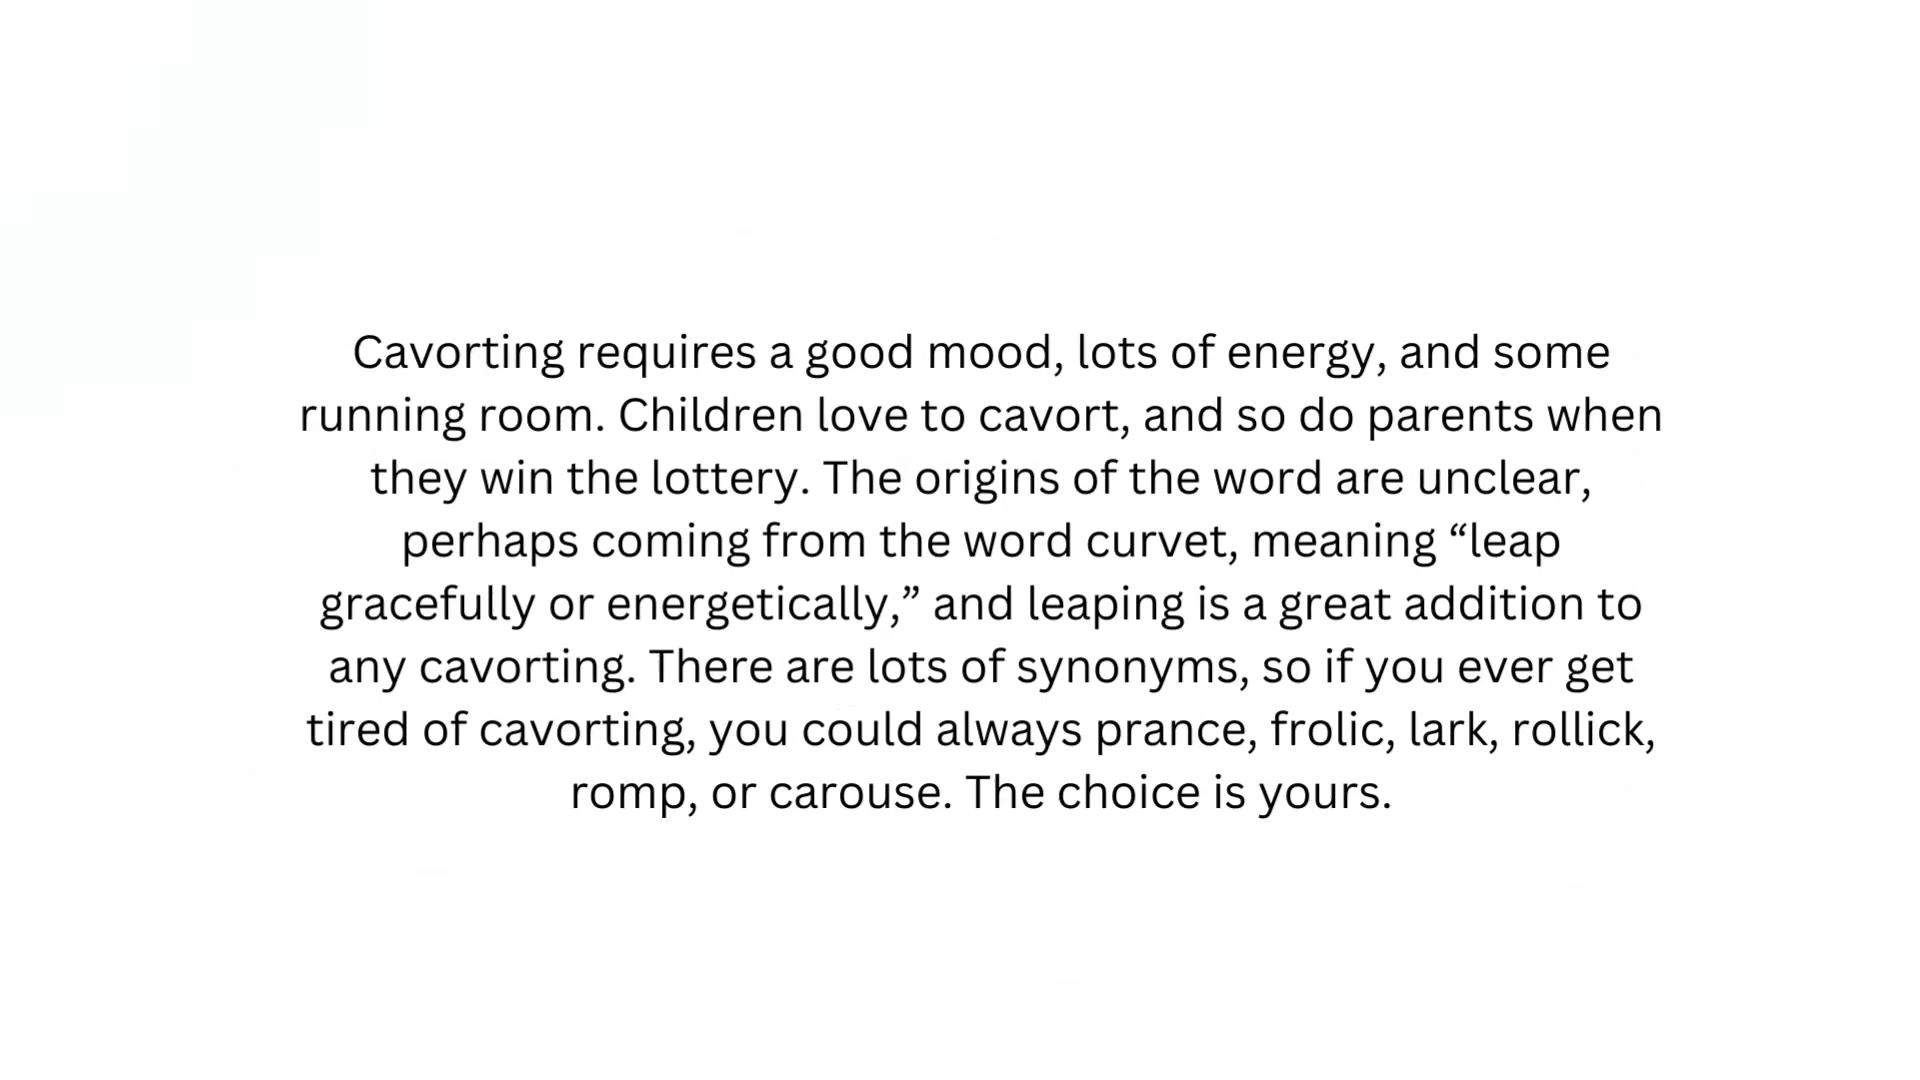 Cavorting requires a good mood, lots of energy, and some
running room. Children love to cavort, and so do parents when
they win the lottery. The origins of the word are unclear,
perhaps coming from the word curvet, meaning “leap
gracefully or energetically,” and leaping is a great addition to
any cavorting. There are lots of synonyms, so if you ever get
tired of cavorting, you could always prance, frolic, lark, rollick,
romp, or carouse. The choice is yours.